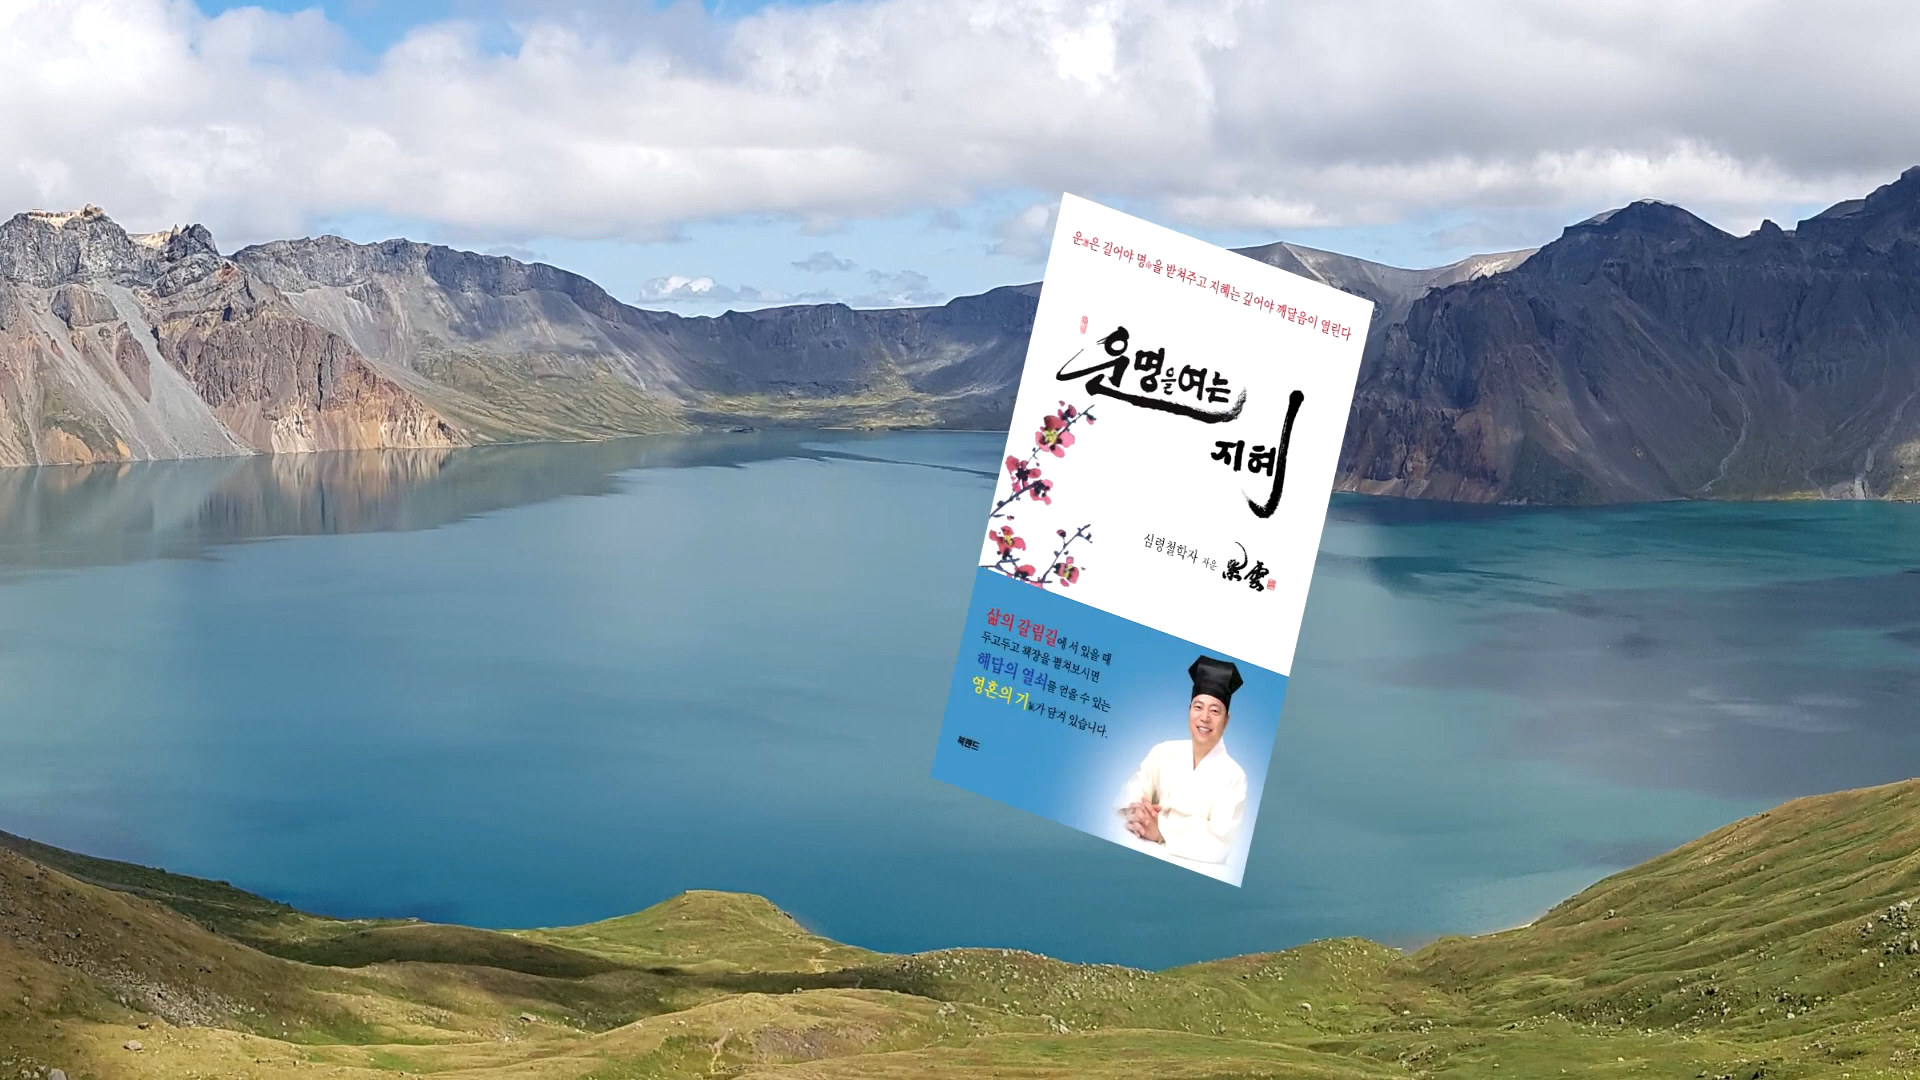 운運은 길어야 명命을 받쳐주고 지혜는 깊어야 깨달음이 열린다
운명을여는
지혜
심령철학자 자운 紫雲
삶의 갈림길에 서 있을 때
두고두고 책장을 펼쳐보시면
해답의 열쇠를 얻을 수 있는
영혼의 기氣가 담겨 있습니다.
북랜드